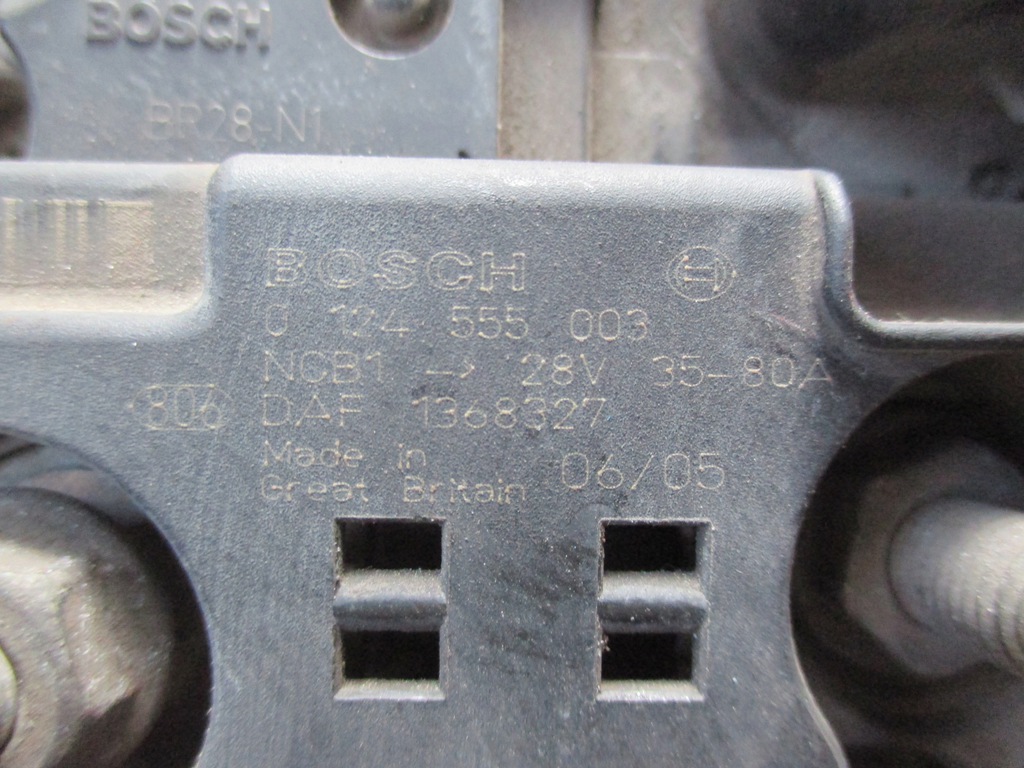 BOSCH
BR28-N1
BOSCH
0 124 555 003
NCB1 → 28V 35-80A
806 DAF 1368327
Made in
Great Britain 06/05